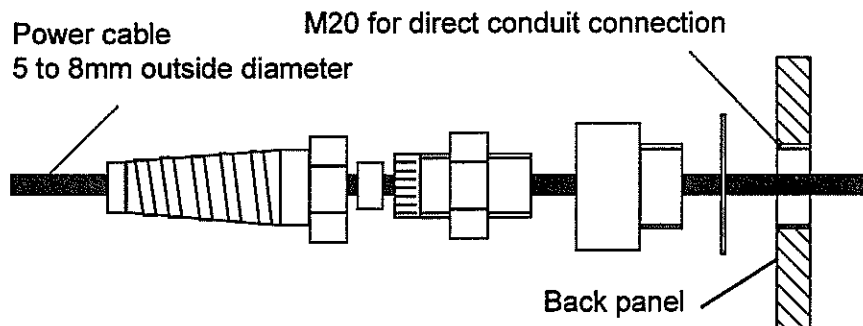 Power cable
5 to 8mm outside diameter
M20 for direct conduit connection
Back panel